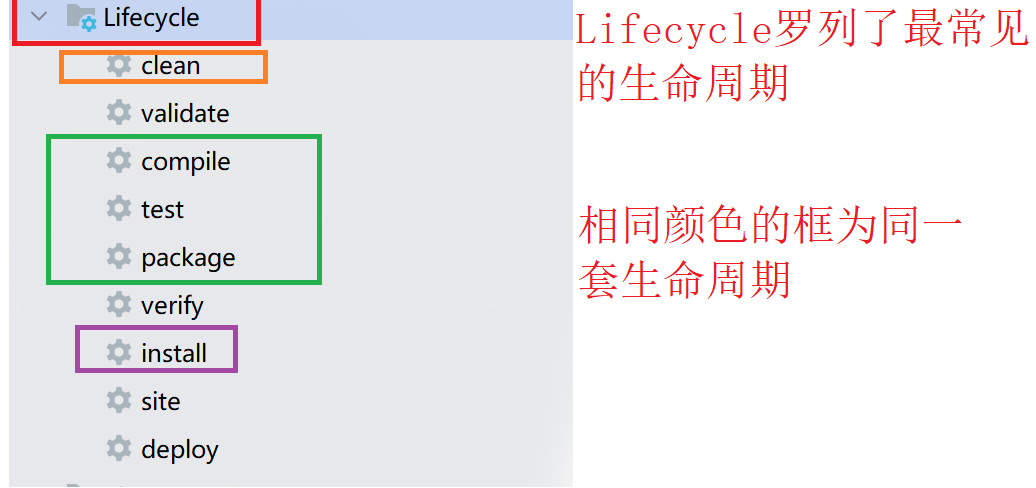 Lifecycle
clean
validate
compile
test
package
verify
install
site
deploy
Lifecycle罗列了最常见
的生命周期
相同颜色的框为同一
套生命周期